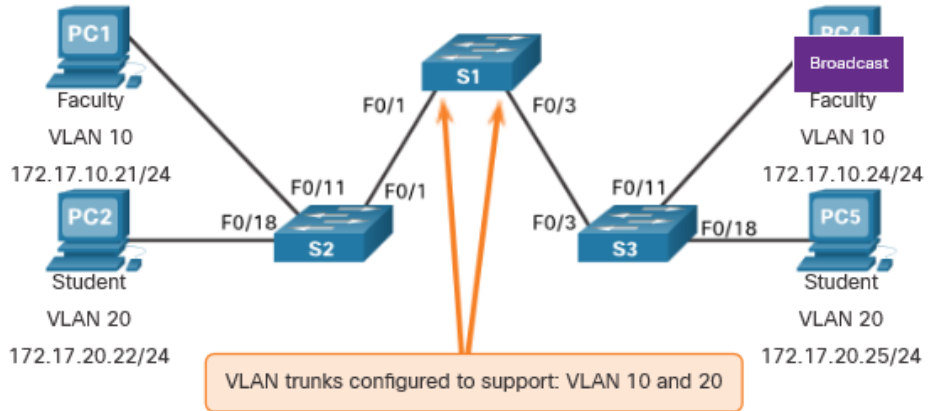 PC1
Faculty
VLAN 10
172.17.10.21/24
PC2
Student
VLAN 20
172.17.20.22/24
F0/11
F0/18
F0/1
S2
F0/1
S1
F0/3
F0/3
S3
F0/11
F0/18
Broadcast
Faculty
VLAN 10
172.17.10.24/24
PC5
Student
VLAN 20
172.17.20.25/24
VLAN trunks configured to support: VLAN 10 and 20